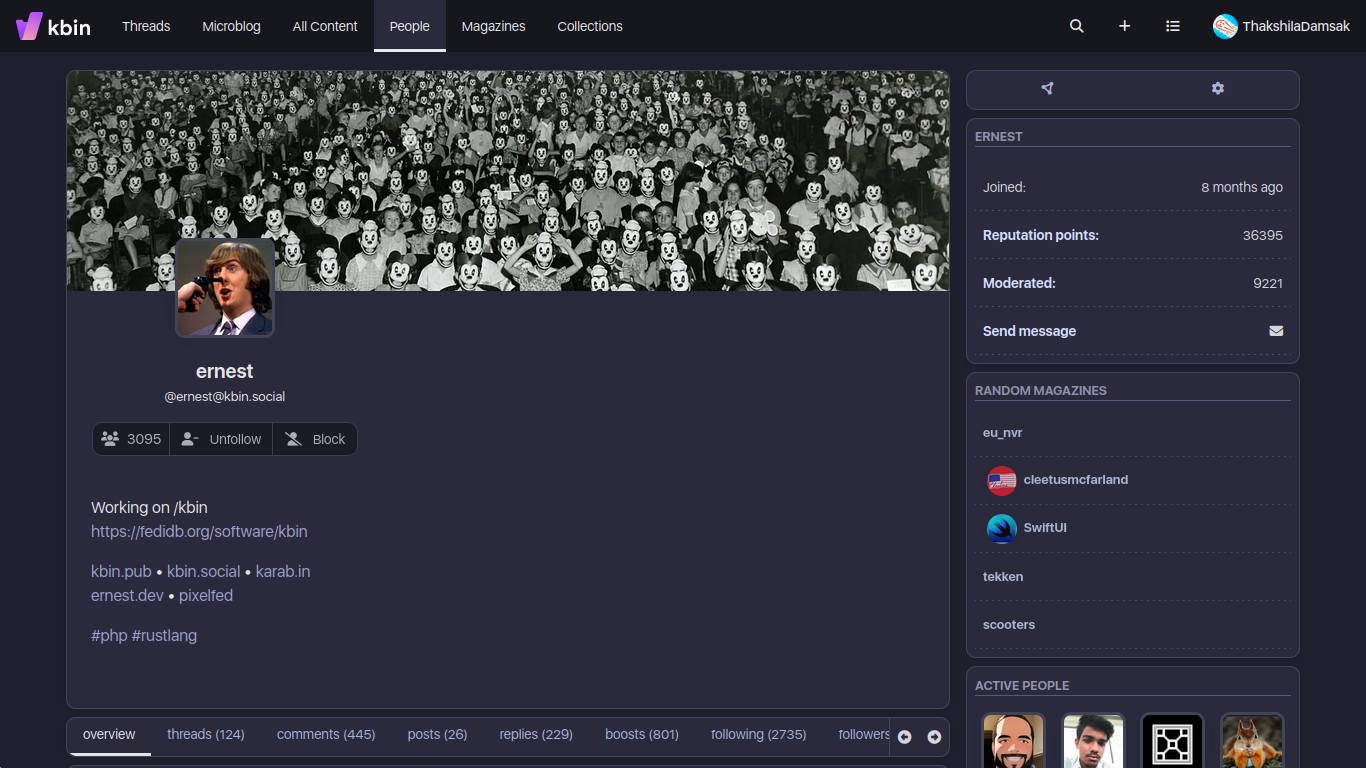 kbin Threads Microblog All Content People Magazines Collections ThakshilaDamsak
ernest
@ernest@kbin.social
3095 Unfollow Block
Working on /kbin
https://fedidb.org/software/kbin
kbin.pub • kbin.social • karab.in
ernest.dev • pixelfed
#php #rustlang
overview threads (124) comments (445) posts (26) replies (229) boosts (801) following (2735) followers
ERNEST
Joined: 8 months ago
Reputation points: 36395
Moderated: 9221
Send message
RANDOM MAGAZINES
eu_nvr
cleetusmcfarland
SwiftUI
tekken
scooters
ACTIVE PEOPLE